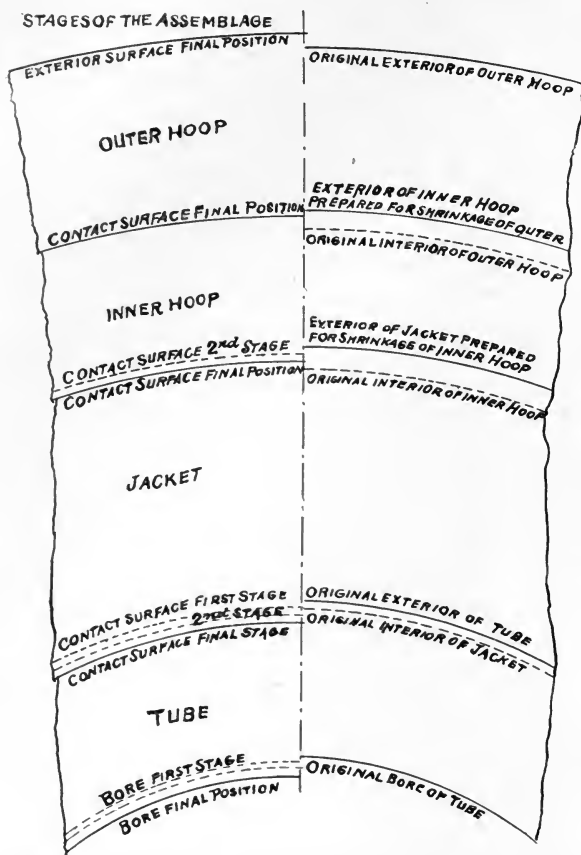 STAGES OF THE ASSEMBLAGE
EXTERIOR SURFACE FINAL POSITION
ORIGINAL EXTERIOR OF OUTER HOOP
OUTER HOOP
EXTERIOR OF INNER HOOP
PREPARED FOR SHRINKAGE OF OUTER
CONTACT SURFACE FINAL POSITION
ORIGINAL INTERIOR OF OUTER HOOP
INNER HOOP
EXTERIOR OF JACKET PREPARED
FOR SHRINKAGE OF INNER HOOP
CONTACT SURFACE 2nd STAGE
CONTACT SURFACE FINAL POSITION
ORIGINAL INTERIOR OF INNER HOOP
JACKET
CONTACT SURFACE FIRST STAGE
2nd STAGE
CONTACT SURFACE FINAL STAGE
ORIGINAL EXTERIOR OF TUBE
ORIGINAL INTERIOR OF JACKET
TUBE
BORE FIRST STAGE
BORE FINAL POSITION
ORIGINAL BORE OF TUBE